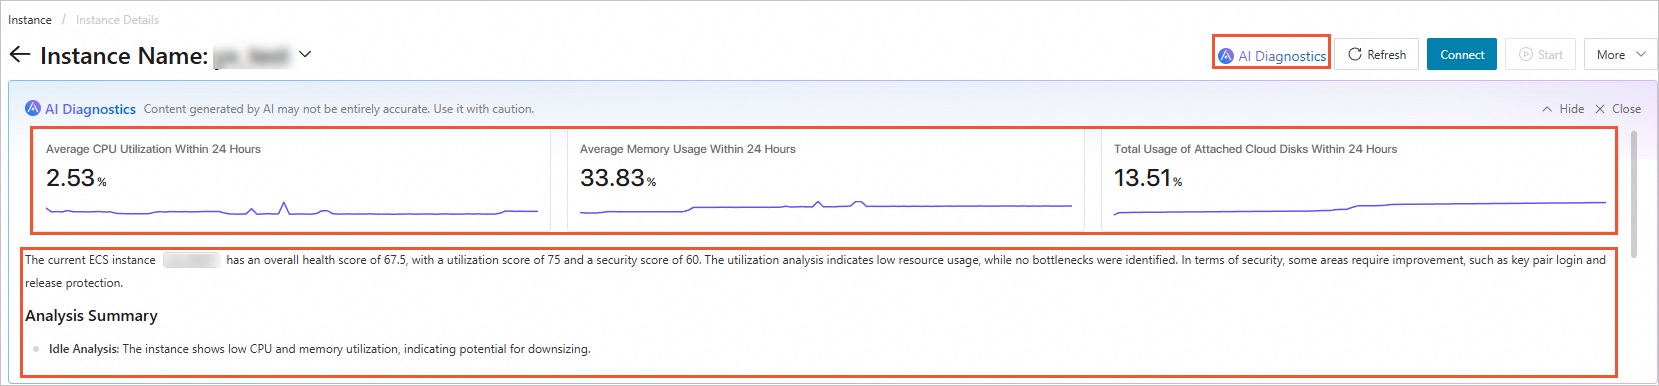 Instance / Instance Details
Instance Name:
AI Diagnostics Refresh Connect Start More
AI Diagnostics Content generated by AI may not be entirely accurate. Use it with caution. Hide Close
Average CPU Utilization Within 24 Hours
2.53%
Average Memory Usage Within 24 Hours
33.83%
Total Usage of Attached Cloud Disks Within 24 Hours
13.51%
The current ECS instance has an overall health score of 67.5, with a utilization score of 75 and a security score of 60. The utilization analysis indicates low resource usage, while no bottlenecks were identified. In terms of security, some areas require improvement, such as key pair login and
release protection.
Analysis Summary
Idle Analysis: The instance shows low CPU and memory utilization, indicating potential for downsizing.